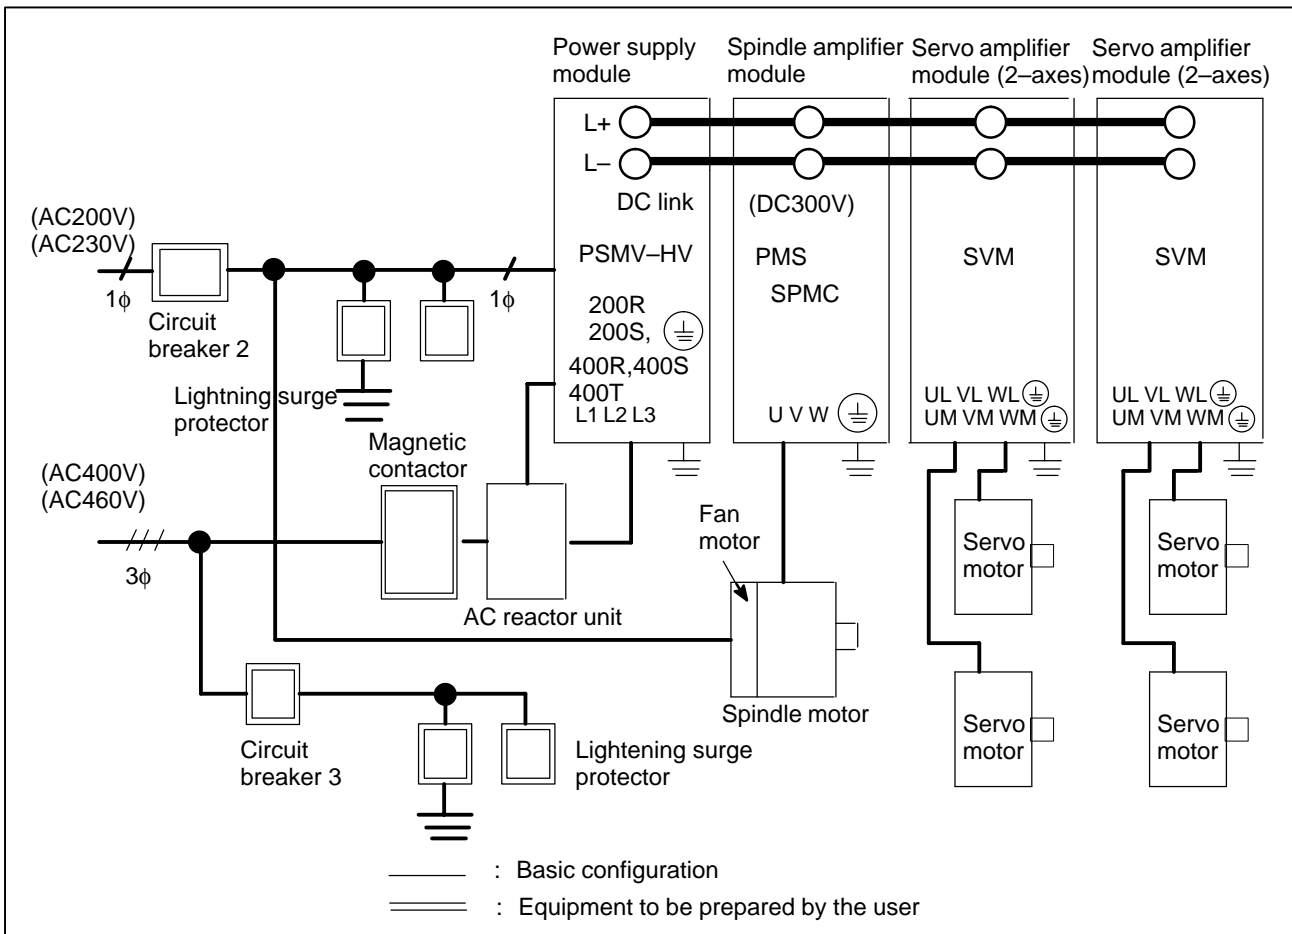 Power supply
module
Spindle amplifier
module
Servo amplifier
module (2–axes)
Servo amplifier
module (2–axes)
L+
L–
DC link
(DC300V)
(AC200V)
(AC230V)
1ϕ
Circuit
breaker 2
1ϕ
PSMV–HV
PMS
SPMC
SVM
SVM
200R
200S,
400R,400S
400T
L1 L2 L3
U V W
UL VL WL
UM VM WM
UL VL WL
UM VM WM
Lightning surge
protector
Magnetic
contactor
(AC400V)
(AC460V)
3ϕ
AC reactor unit
Fan
motor
Spindle motor
Servo
motor
Servo
motor
Servo
motor
Servo
motor
Circuit
breaker 3
Lightening surge
protector
: Basic configuration
: Equipment to be prepared by the user